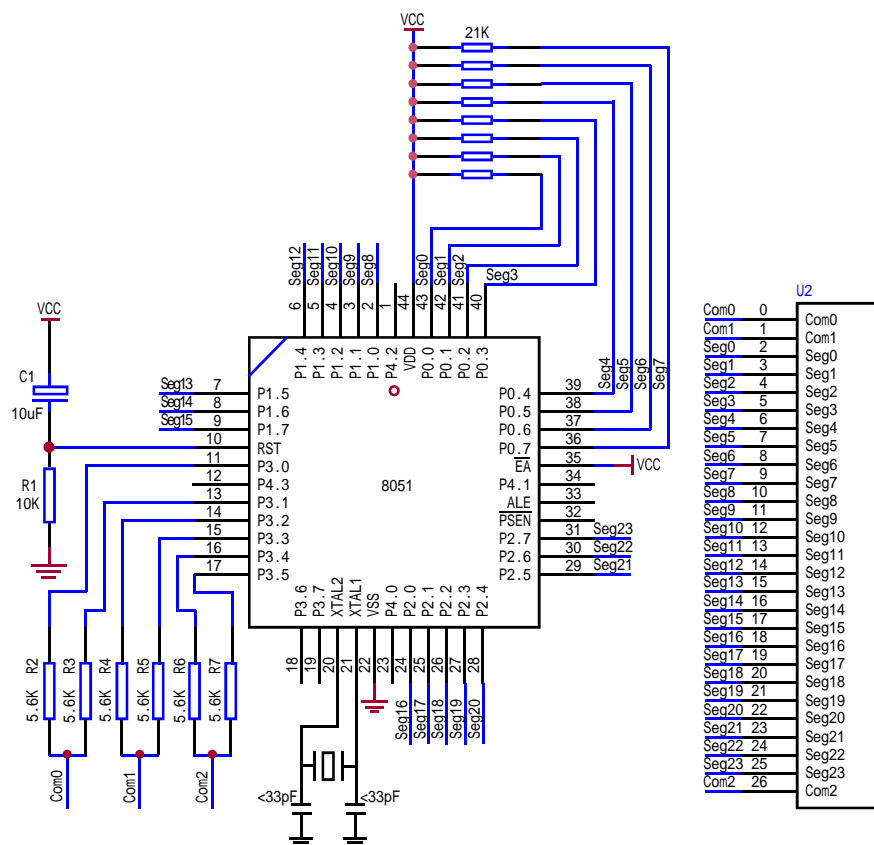 VCC
21K
Seg12
Seg11
Seg10
Seg9
Seg8
Seg0
Seg1
Seg2
Seg3
6
5
4
3
2
1
44
43
42
41
40
P1.4
P1.3
P1.2
P1.1
P1.0
P4.2
VDD
P0.0
P0.1
P0.2
P0.3
VCC
C1
10uF
R1
10K
Seg13 7 P1.5
Seg14 8 P1.6
Seg15 9 P1.7
10 RST
11 P3.0
12 P4.3
13 P3.1
14 P3.2
15 P3.3
16 P3.4
17 P3.5
8051
Seg4
Seg5
Seg6
Seg7
P0.4 39
P0.5 38
P0.6 37
P0.7 36
EA 35 VCC
P4.1 34
ALE 33
PSEN 32
P2.7 31 Seg23
P2.6 30 Seg22
P2.5 29 Seg21
P3.6
P3.7
XTAL2
XTAL1
VSS
P4.0
P2.0
P2.1
P2.2
P2.3
P2.4
18
19
20
21
22
23
24
25
26
27
28
Seg16
Seg17
Seg18
Seg19
Seg20
R2
5.6K
R3
5.6K
R4
5.6K
R5
5.6K
R6
5.6K
R7
5.6K
Com0
Com1
Com2
<33pF
<33pF
U2
Com0 0 Com0
Com1 1 Com1
Seg0 2 Seg0
Seg1 3 Seg1
Seg2 4 Seg2
Seg3 5 Seg3
Seg4 6 Seg4
Seg5 7 Seg5
Seg6 8 Seg6
Seg7 9 Seg7
Seg8 10 Seg8
Seg9 11 Seg9
Seg10 12 Seg10
Seg11 13 Seg11
Seg12 14 Seg12
Seg13 15 Seg13
Seg14 16 Seg14
Seg15 17 Seg15
Seg16 18 Seg16
Seg17 19 Seg17
Seg18 20 Seg18
Seg19 21 Seg19
Seg20 22 Seg20
Seg21 23 Seg21
Seg22 24 Seg22
Seg23 25 Seg23
Com2 26 Com2